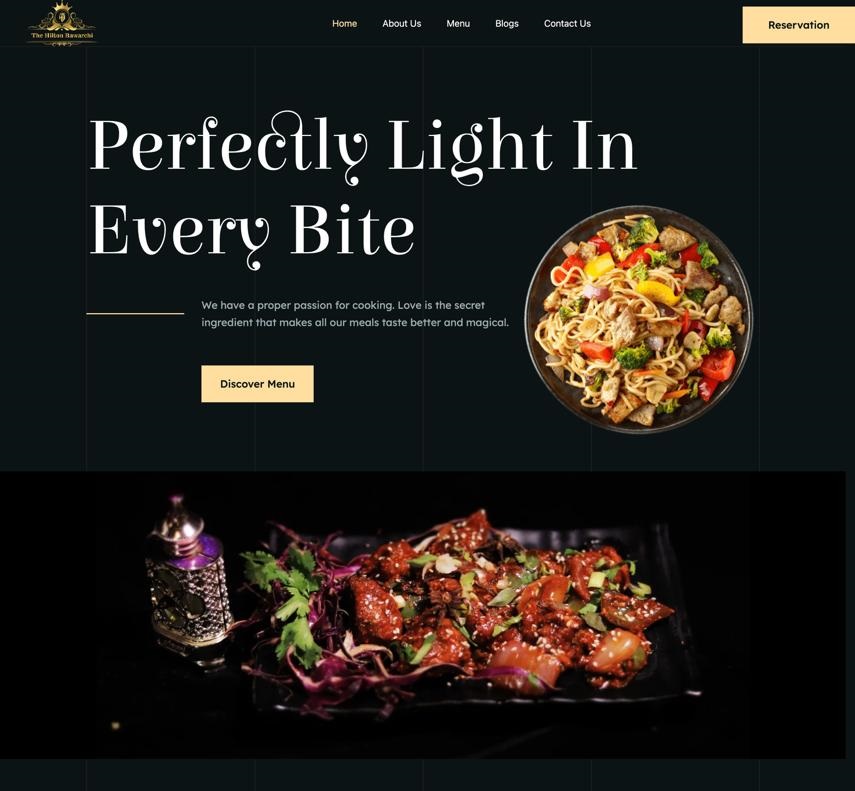 The Hilton Bawarchi
Home About Us Menu Blogs Contact Us
Reservation
Perfectly Light In
Every Bite
We have a proper passion for cooking. Love is the secret
ingredient that makes all our meals taste better and magical.
Discover Menu